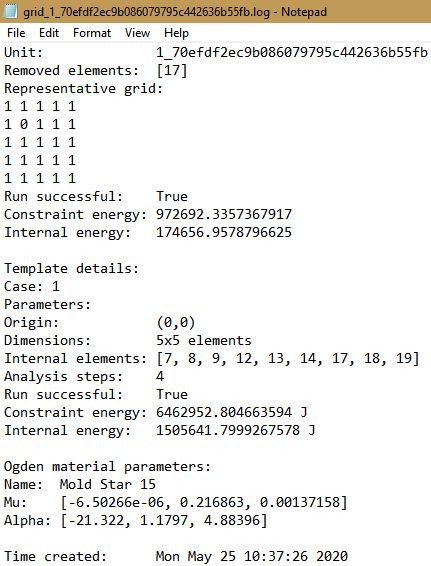 grid_1_70efdf2ec9b086079795c442636b55fb.log - Notepad
File Edit Format View Help
Unit: 1_70efdf2ec9b086079795c442636b55fb
Removed elements: [17]
Representative grid:
1 1 1 1 1
1 0 1 1 1
1 1 1 1 1
1 1 1 1 1
1 1 1 1 1
Run successful: True
Constraint energy: 972692.3357367917
Internal energy: 174656.9578796625

Template details:
Case: 1
Parameters:
Origin: (0,0)
Dimensions: 5x5 elements
Internal elements: [7, 8, 9, 12, 13, 14, 17, 18, 19]
Analysis steps: 4
Run successful: True
Constraint energy: 6462952.804663594 J
Internal energy: 1505641.7999267578 J

Ogden material parameters:
Name: Mold Star 15
Mu: [-6.50266e-06, 0.216863, 0.00137158]
Alpha: [-21.322, 1.1797, 4.88396]

Time created: Mon May 25 10:37:26 2020